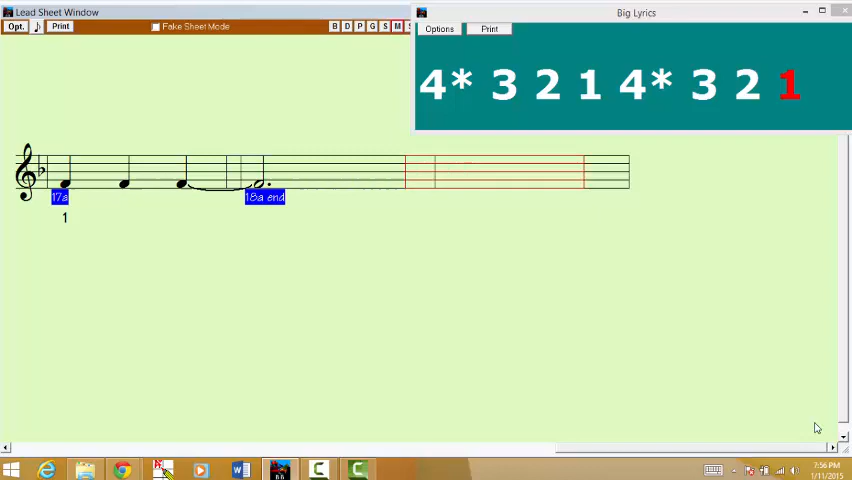 Lead Sheet Window
Big Lyrics
Opt. Print Fake Sheet Mode B D P G S M
Options Print
4* 3 2 1 4* 3 2 1
17a 18a end
1
7:56 PM
1/11/2015